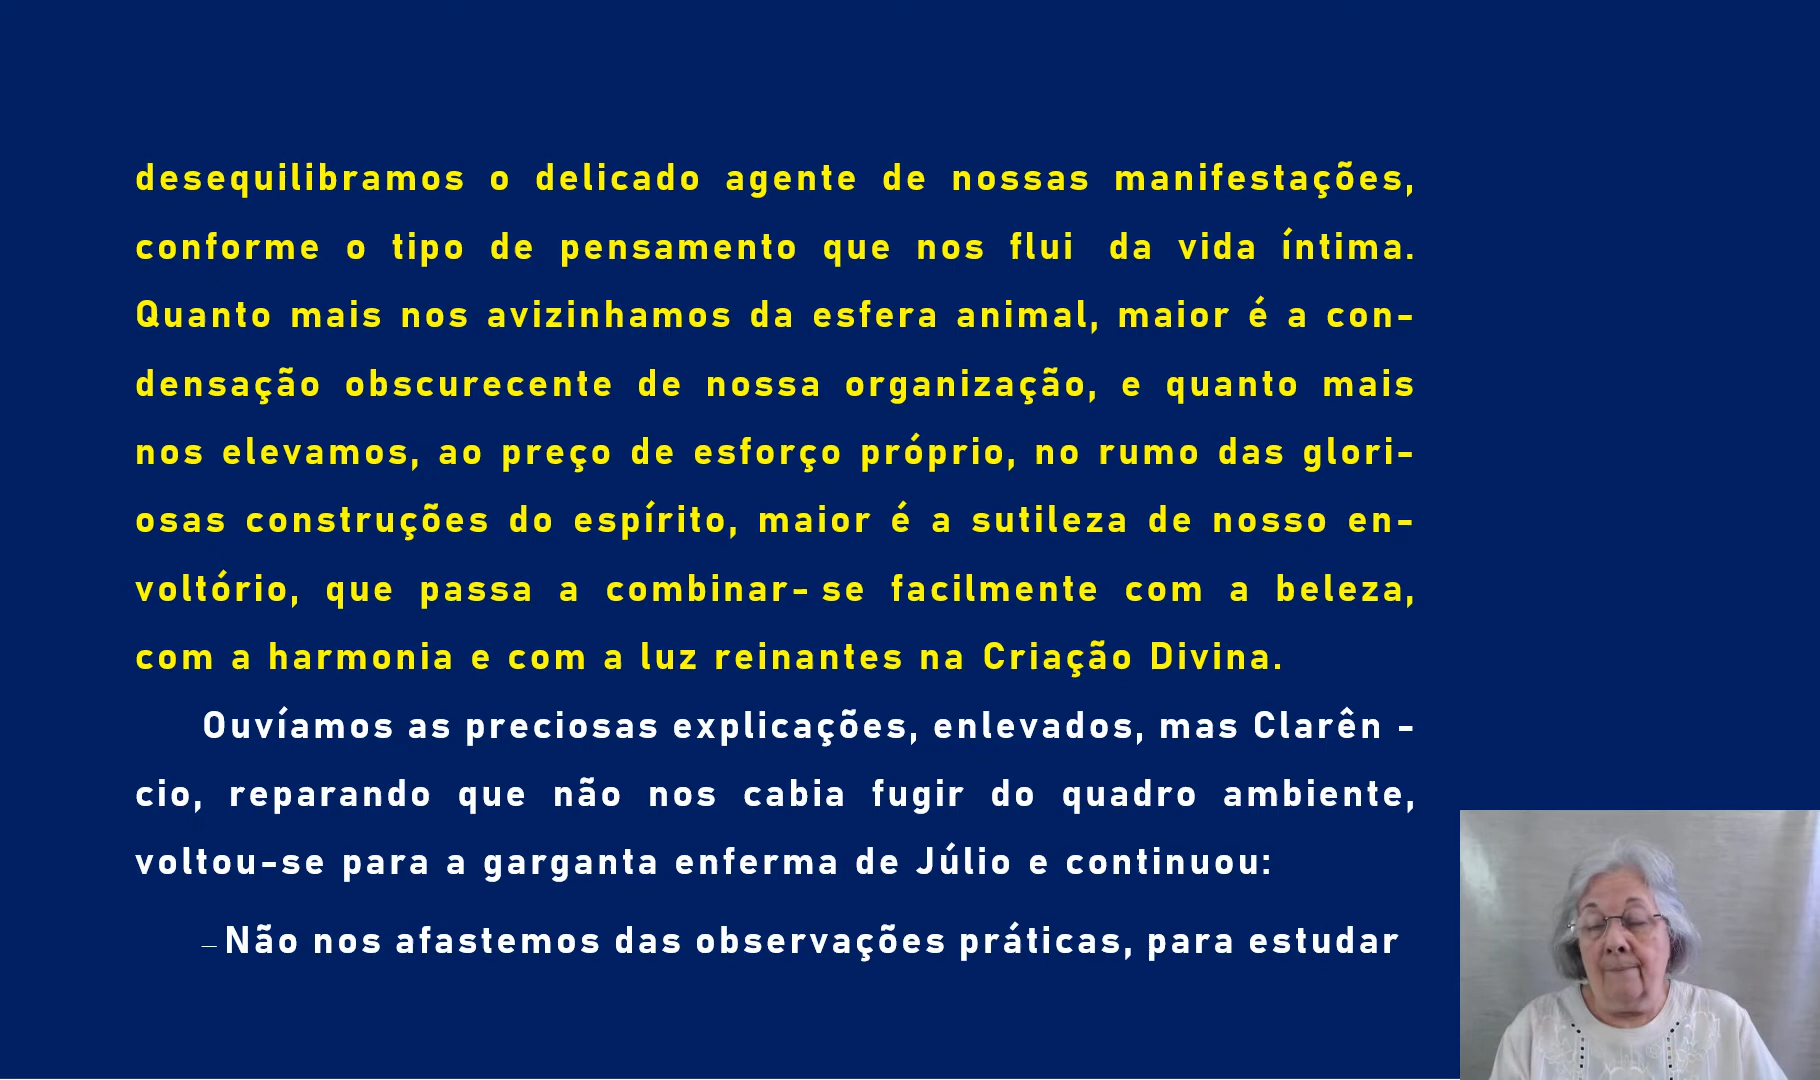 desequilibramos o delicado agente de nossas manifestações,
conforme o tipo de pensamento que nos flui da vida íntima.
Quanto mais nos avizinhamos da esfera animal, maior é a con-
densação obscurecente de nossa organização, e quanto mais
nos elevamos, ao preço de esforço próprio, no rumo das glori-
osas construções do espírito, maior é a sutileza de nosso en-
voltório, que passa a combinar- se facilmente com a beleza,
com a harmonia e com a luz reinantes na Criação Divina.
Ouvíamos as preciosas explicações, enlevados, mas Clarên -
cio, reparando que não nos cabia fugir do quadro ambiente,
voltou-se para a garganta enferma de Júlio e continuou:
– Não nos afastemos das observações práticas, para estudar